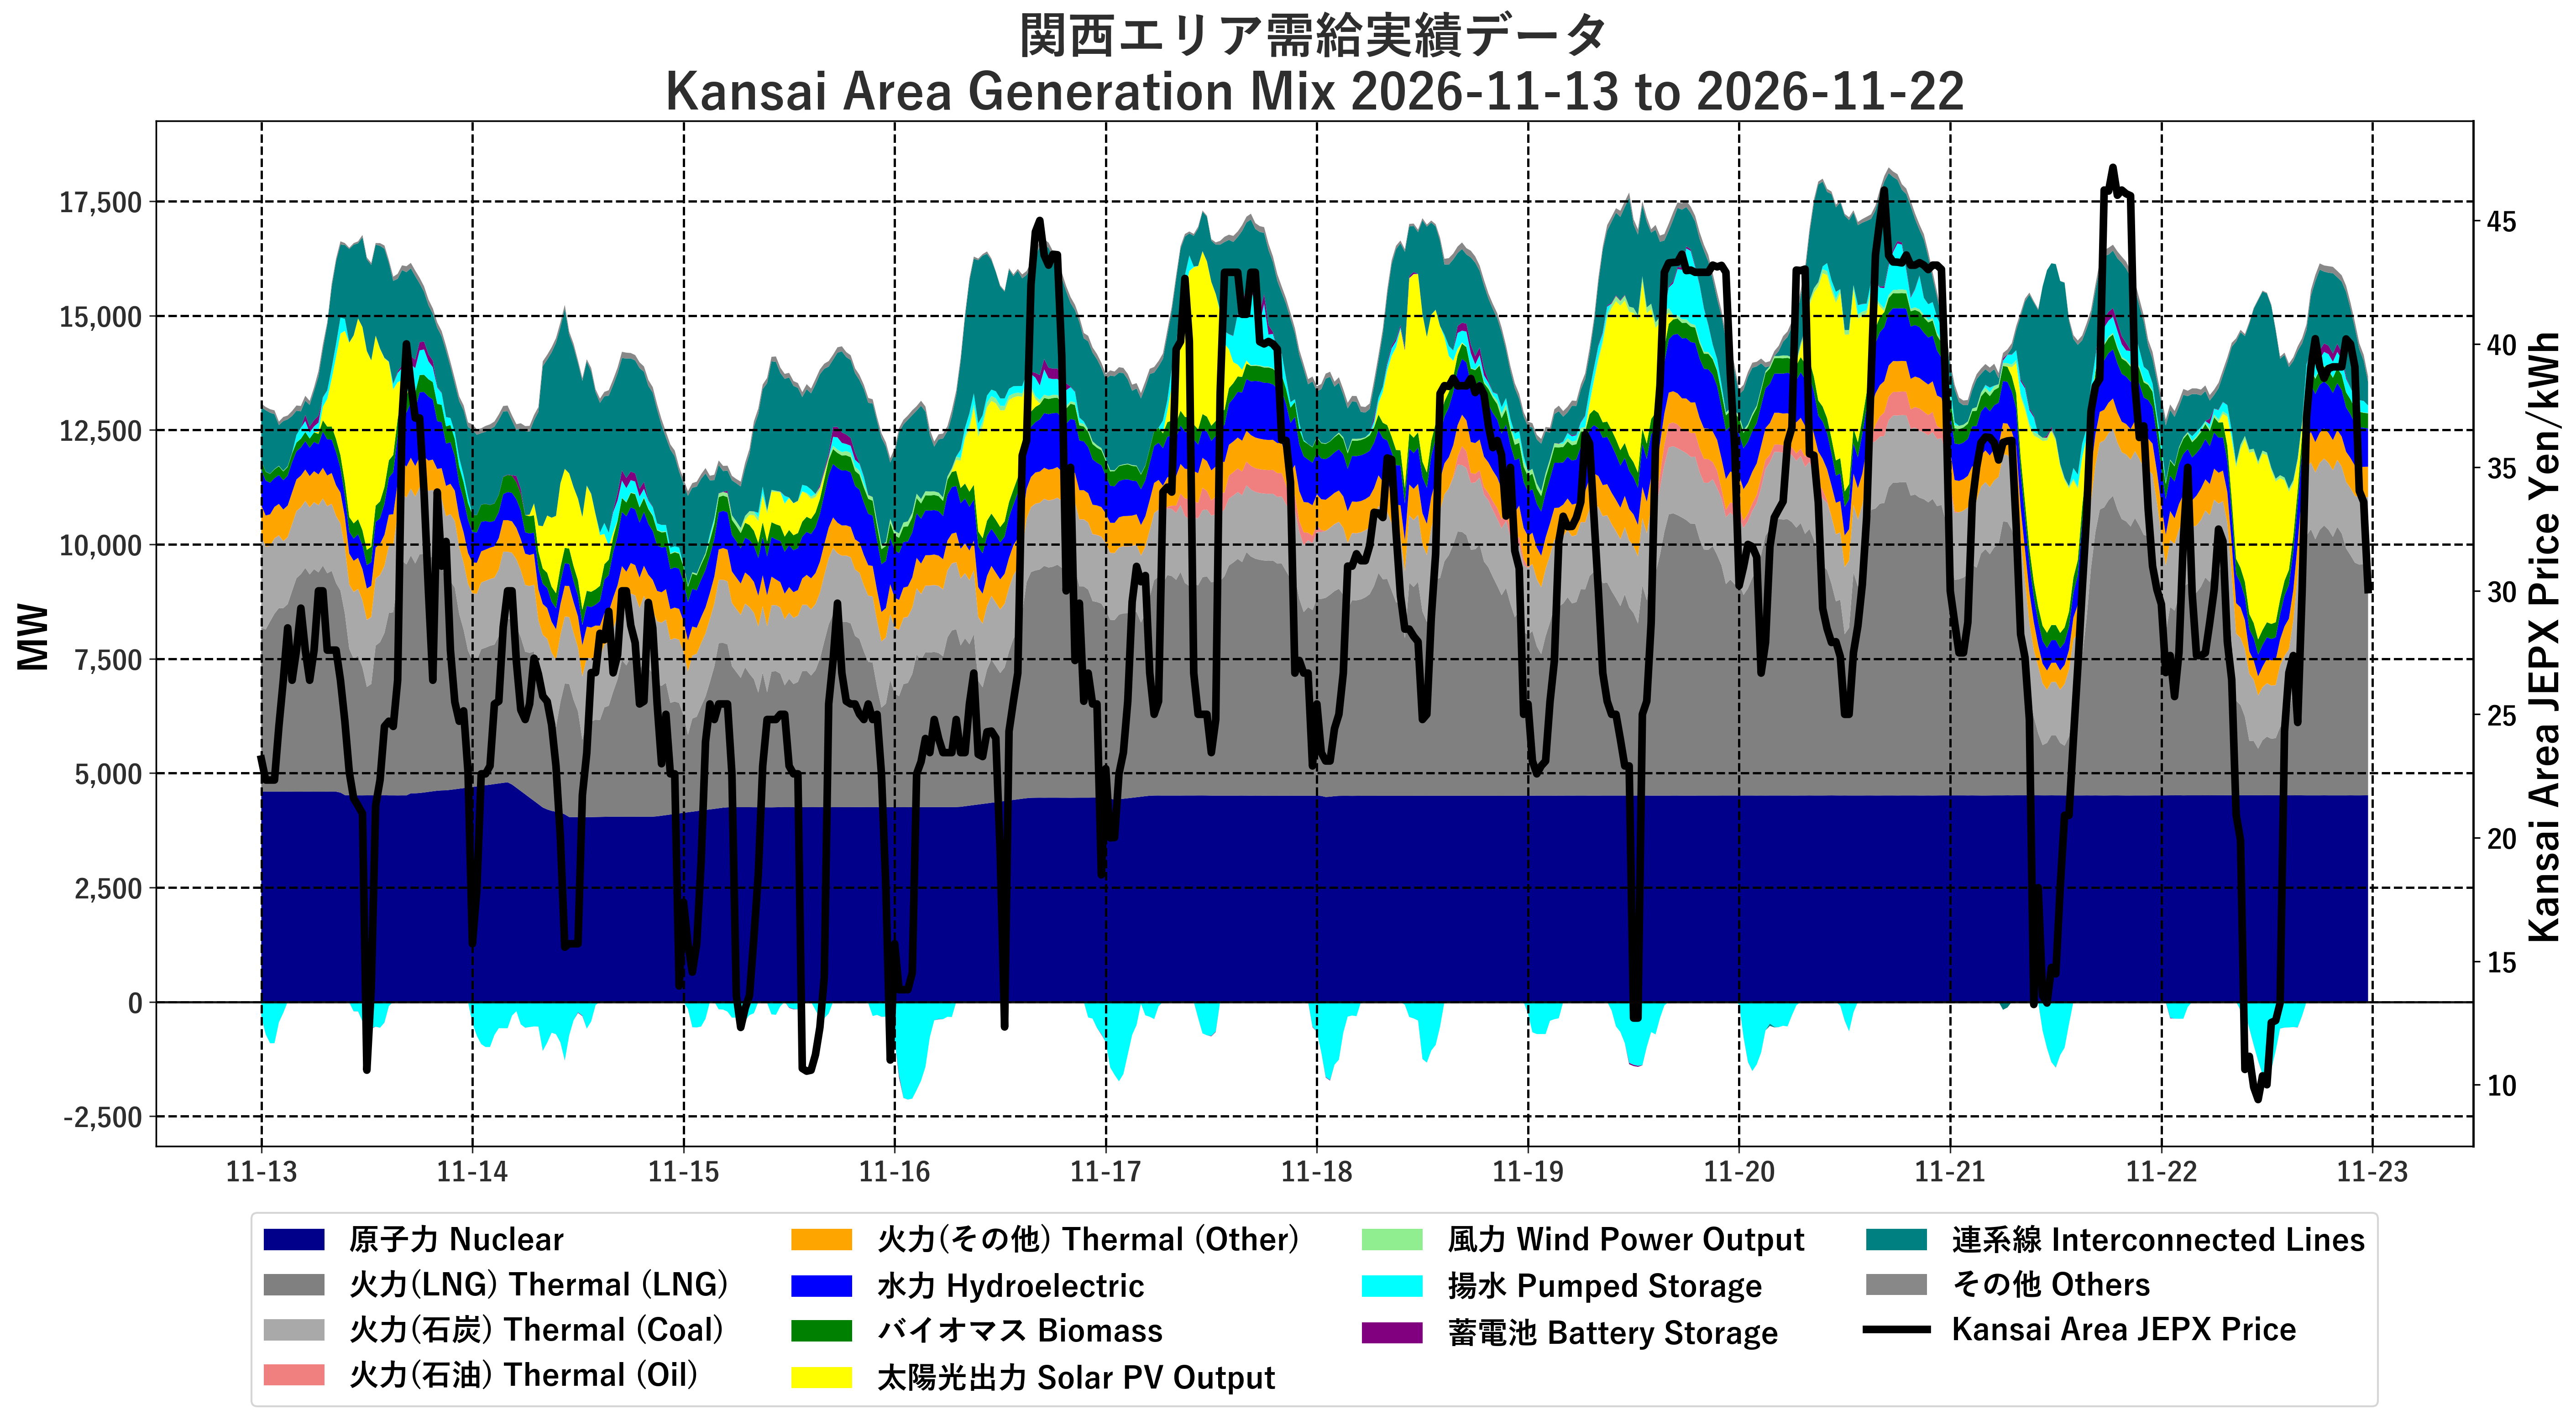 関西エリア需給実績データ
Kansai Area Generation Mix 2026-11-13 to 2026-11-22
MW
17,500
15,000
12,500
10,000
7,500
5,000
2,500
0
-2,500
45
40
35
30
25
20
15
10
Kansai Area JEPX Price Yen/kWh
11-13
11-14
11-15
11-16
11-17
11-18
11-19
11-20
11-21
11-22
11-23
原子力 Nuclear
火力(LNG) Thermal (LNG)
火力(石炭) Thermal (Coal)
火力(石油) Thermal (Oil)
火力(その他) Thermal (Other)
水力 Hydroelectric
バイオマス Biomass
太陽光出力 Solar PV Output
風力 Wind Power Output
揚水 Pumped Storage
蓄電池 Battery Storage
連系線 Interconnected Lines
その他 Others
Kansai Area JEPX Price